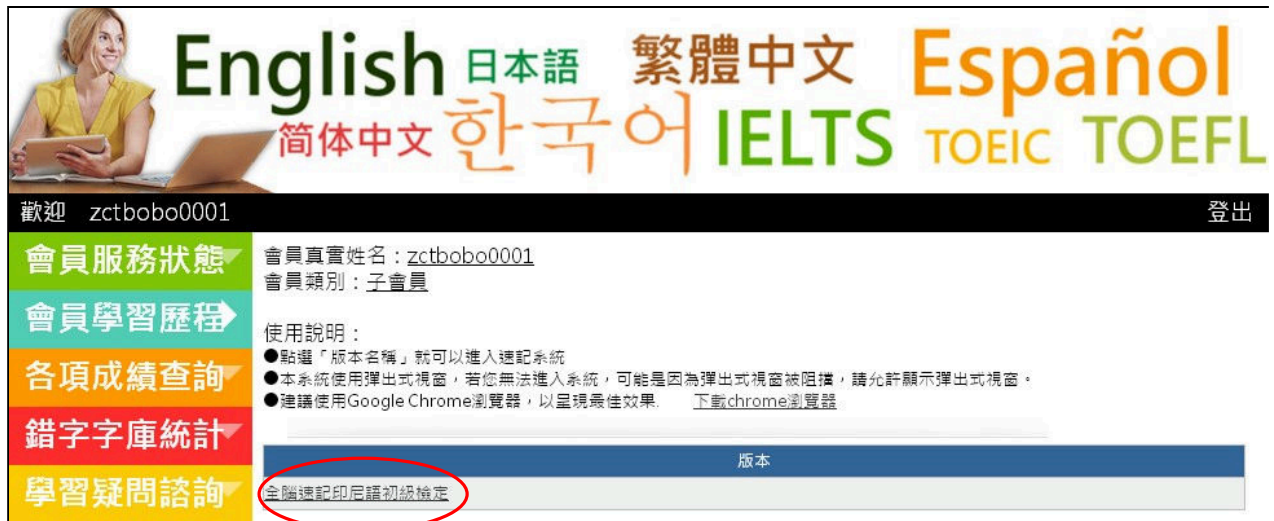 English 日本語 繁體中文 Español
简体中文 한국어 IELTS TOEIC TOEFL
歡迎 zctbobo0001 登出
會員服務狀態
會員學習歷程
各項成績查詢
錯字字庫統計
學習疑問諮詢
會員真實姓名：zctbobo0001
會員類別：子會員
使用說明：
●點選「版本名稱」就可以進入速記系統
●本系統使用彈出式視窗，若您無法進入系統，可能是因為彈出式視窗被阻擋，請允許顯示彈出式視窗。
●建議使用Google Chrome瀏覽器，以呈現最佳效果. 下載chrome瀏覽器
版本
全腦速記印尼語初級檢定